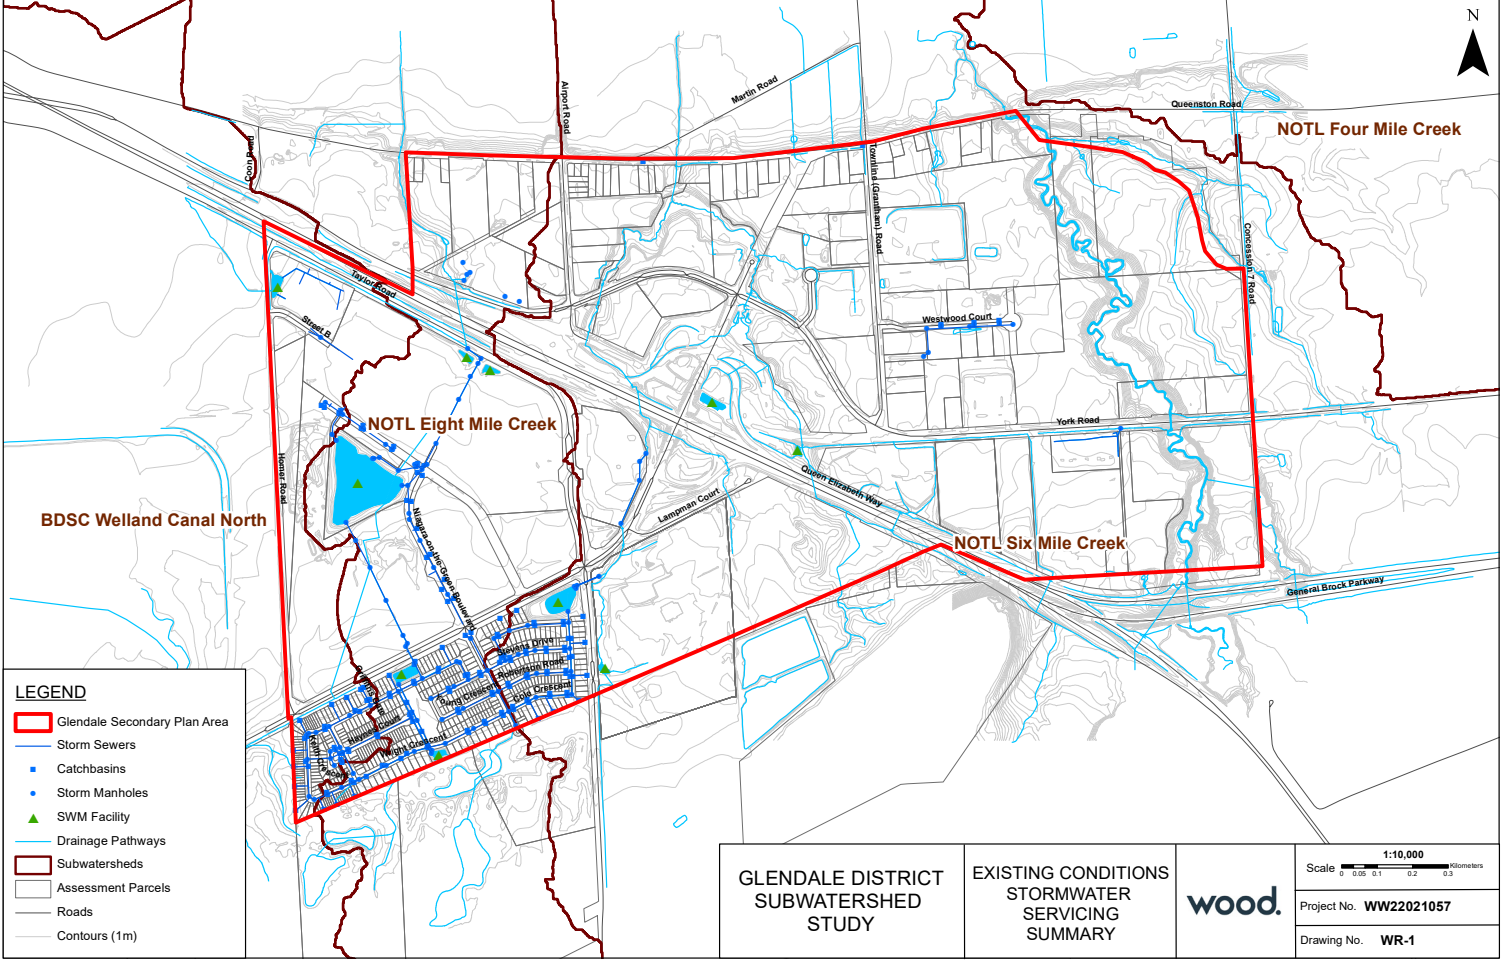 N
Queenston Road
NOTL Four Mile Creek
Airport Road
Martin Road
Coon Road
Townline (Grantham) Road
Concession 7 Road
Taylor Road
Street B
Westwood Court
NOTL Eight Mile Creek
York Road
Homer Road
Queen Elizabeth Way
Lampman Court
BDSC Welland Canal North
Niagara-on-the-Green Boulevard
NOTL Six Mile Creek
General Brock Parkway
Stevens Drive
Robertson Road
Young Crescent
Cole Crescent
Haynes Court
Wright Crescent
Keith Crescent
LEGEND
Glendale Secondary Plan Area
Storm Sewers
Catchbasins
Storm Manholes
SWM Facility
Drainage Pathways
Subwatersheds
Assessment Parcels
Roads
Contours (1m)
GLENDALE DISTRICT
SUBWATERSHED
STUDY
EXISTING CONDITIONS
STORMWATER
SERVICING
SUMMARY
wood.
1:10,000
Scale
Kilometers
0 0.05 0.1 0.2 0.3
Project No. WW22021057
Drawing No. WR-1